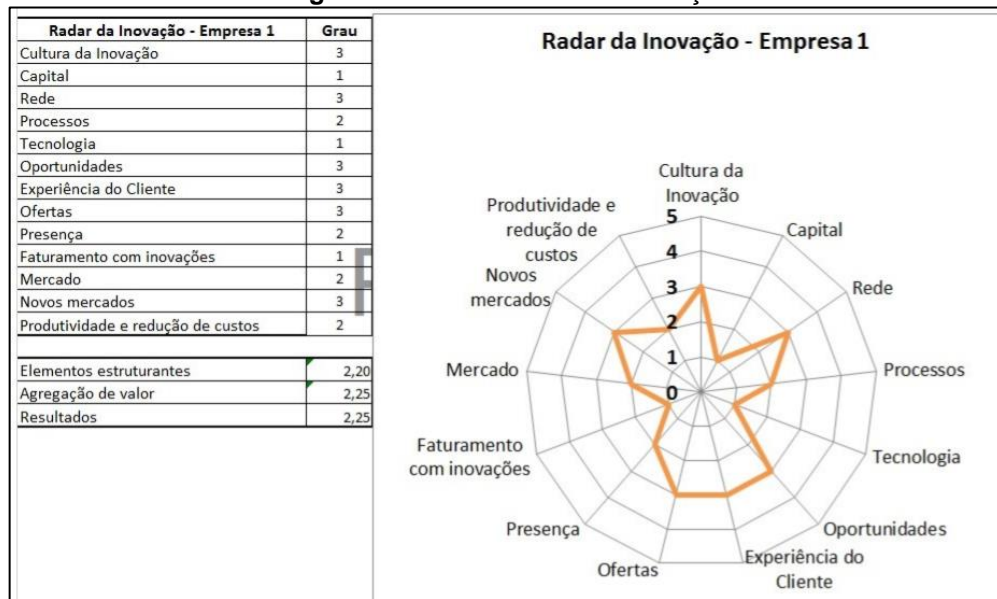 Radar da Inovação - Empresa 1 Grau
Cultura da Inovação 3
Capital 1
Rede 3
Processos 2
Tecnologia 1
Oportunidades 3
Experiência do Cliente 3
Ofertas 3
Presença 2
Faturamento com inovações 1
Mercado 2
Novos mercados 3
Produtividade e redução de custos 2
Elementos estruturantes 2,20
Agregação de valor 2,25
Resultados 2,25
Radar da Inovação - Empresa 1
Cultura da
Inovação
Capital
Rede
Processos
Tecnologia
Oportunidades
Experiência do
Cliente
Ofertas
Presença
Faturamento
com inovações
Mercado
Novos
mercados
Produtividade e
redução de
custos
5
4
3
2
1
0